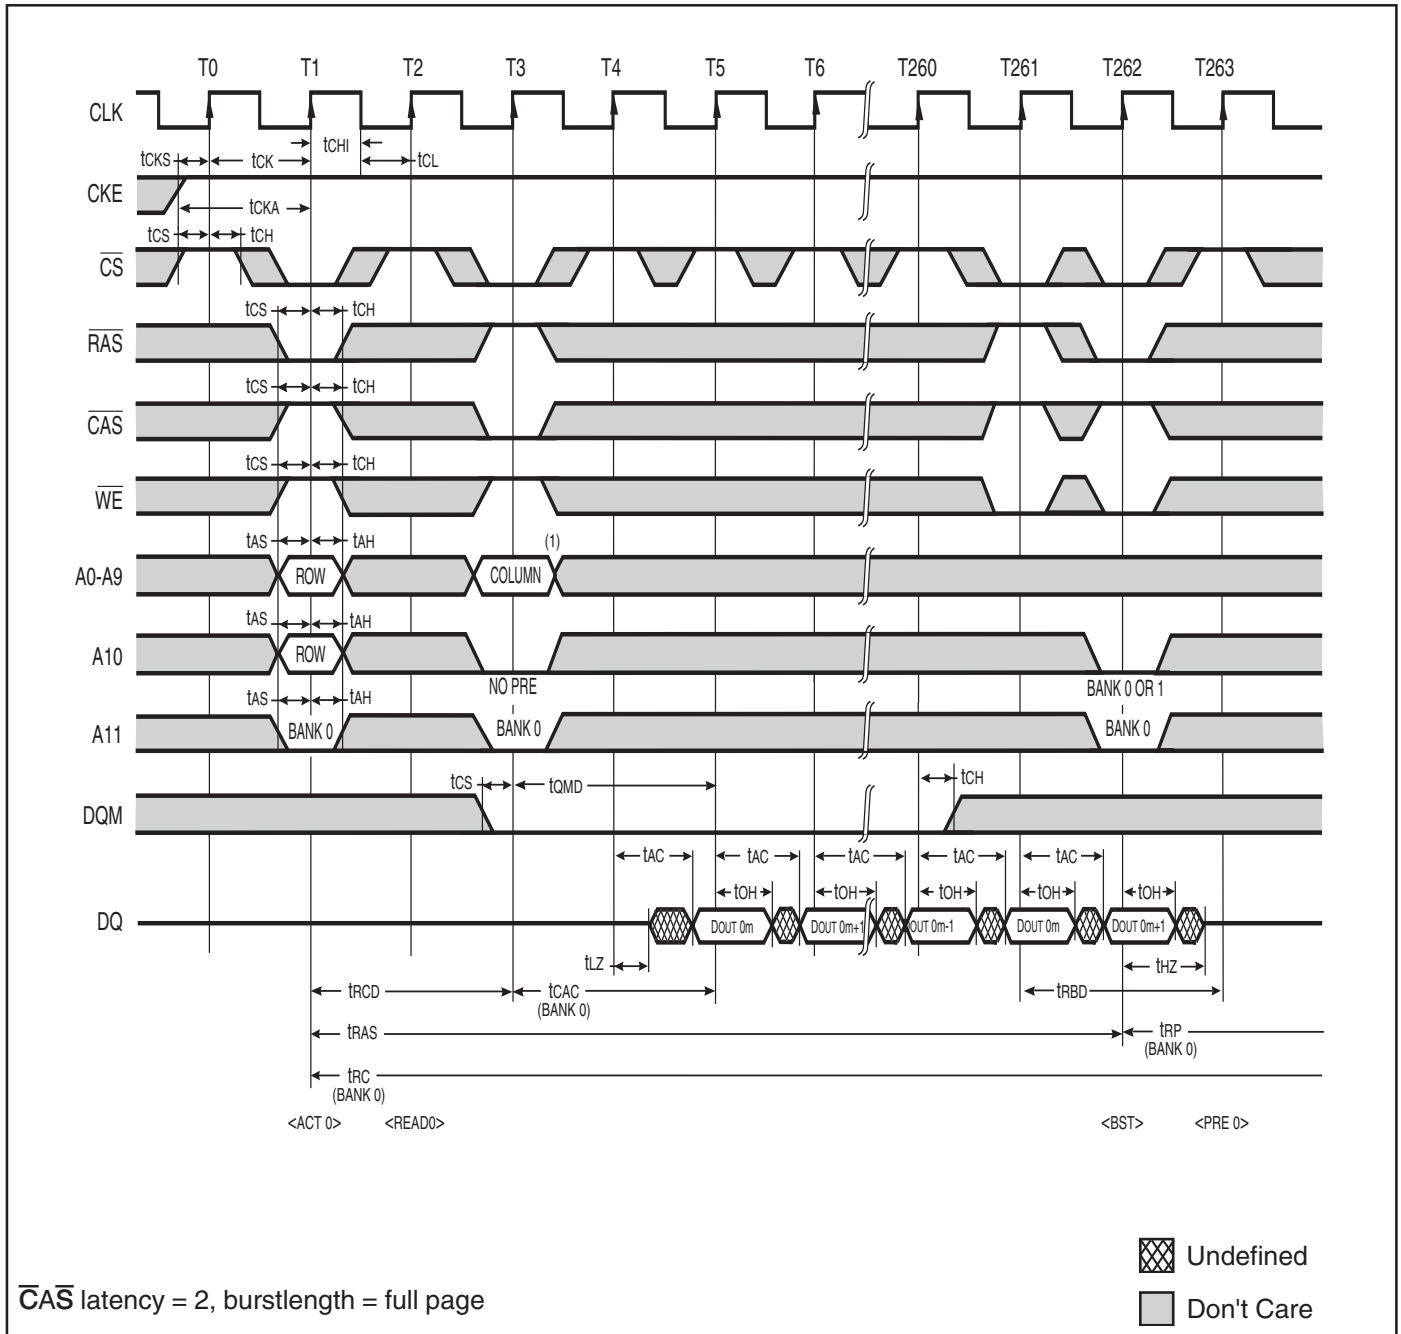 T0 T1 T2 T3 T4 T5 T6 T260 T261 T262 T263
CLK
tCHI
tCKS tCK tCL
CKE
tCKA
tCS tCH
CS
tCS tCH
RAS
tCS tCH
CAS
tCS tCH
WE
tAS tAH (1)
A0-A9 ROW COLUMN
tAS tAH
A10 ROW
NO PRE BANK 0 OR 1
tAS tAH
A11 BANK 0 BANK 0 BANK 0
tCS tQMD tCH
DQM
tAC tAC tAC tAC tAC
tOH tOH tOH tOH tOH
DQ DOUT 0m DOUT 0m+1 OUT 0m-1 DOUT 0m DOUT 0m+1
tLZ tHZ
tRCD tCAC tRBD
(BANK 0)
tRAS tRP
(BANK 0)
tRC
(BANK 0)
<ACT 0> <READ0> <BST> <PRE 0>
Undefined
CAS latency = 2, burstlength = full page
Don't Care